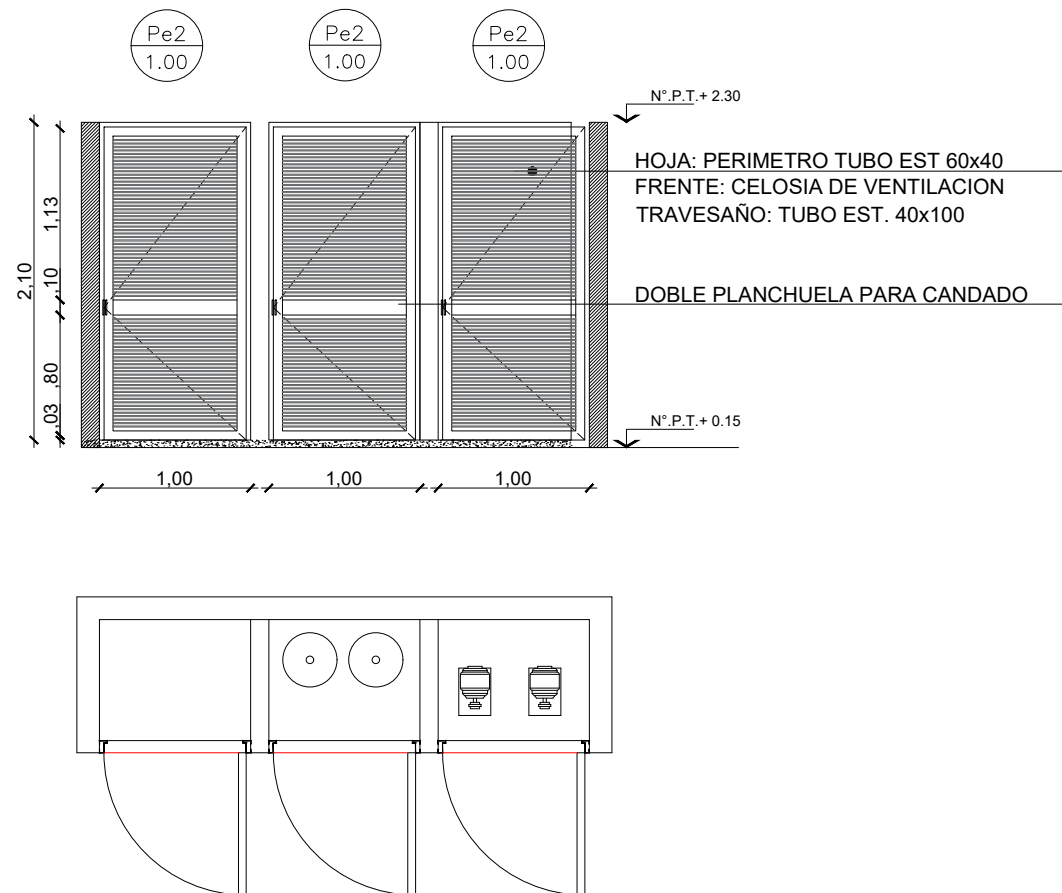 Pe2
1.00
Pe2
1.00
Pe2
1.00
N°.P.T.+ 2.30
HOJA: PERIMETRO TUBO EST 60x40
FRENTE: CELOSIA DE VENTILACION
TRAVESAÑO: TUBO EST. 40x100
2,10
1,13
,10
,80
,03
DOBLE PLANCHUELA PARA CANDADO
N°.P.T.+ 0.15
1,00
1,00
1,00